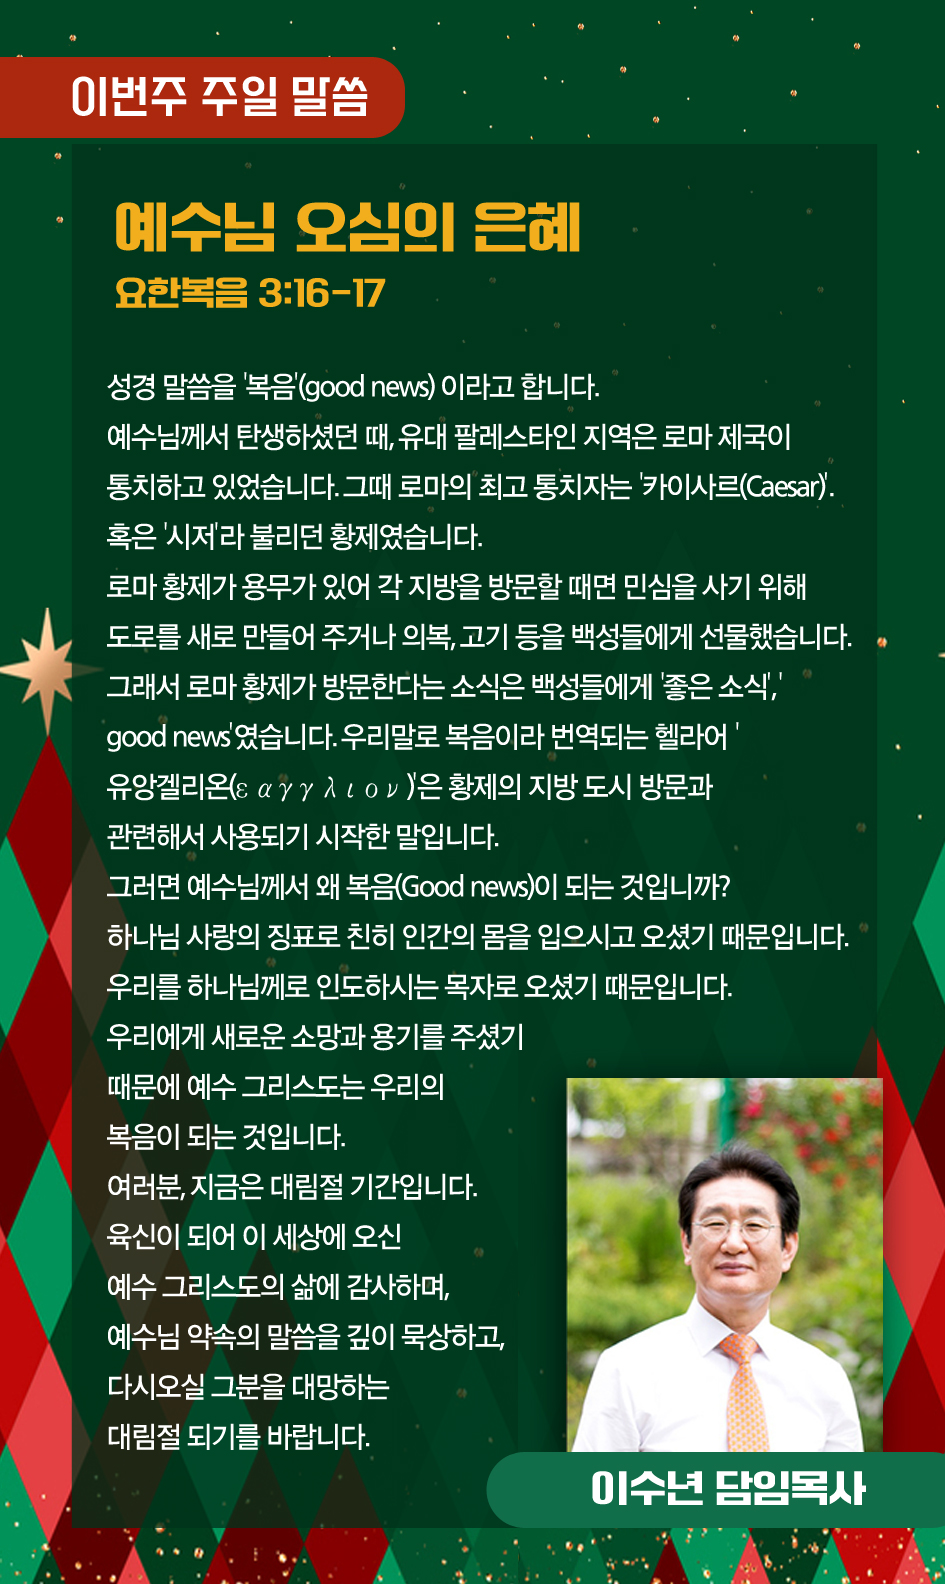 이번주 주일 말씀
예수님 오심의 은혜
요한복음 3:16-17
성경 말씀을 '복음'(good news) 이라고 합니다.
예수님께서 탄생하셨던 때, 유대 팔레스타인 지역은 로마 제국이
통치하고 있었습니다. 그때 로마의 최고 통치자는 '카이사르(Caesar)'.
혹은 '시저'라 불리던 황제였습니다.
로마 황제가 용무가 있어 각 지방을 방문할 때면 민심을 사기 위해
도로를 새로 만들어 주거나 의복, 고기 등을 백성들에게 선물했습니다.
그래서 로마 황제가 방문한다는 소식은 백성들에게 '좋은 소식', '
good news'였습니다. 우리말로 복음이라 번역되는 헬라어 '
유앙겔리온(ε α γ γ λ ι ο ν )'은 황제의 지방 도시 방문과
관련해서 사용되기 시작한 말입니다.
그러면 예수님께서 왜 복음(Good news)이 되는 것입니까?
하나님 사랑의 징표로 친히 인간의 몸을 입으시고 오셨기 때문입니다.
우리를 하나님께로 인도하시는 목자로 오셨기 때문입니다.
우리에게 새로운 소망과 용기를 주셨기
때문에 예수 그리스도는 우리의
복음이 되는 것입니다.
여러분, 지금은 대림절 기간입니다.
육신이 되어 이 세상에 오신
예수 그리스도의 삶에 감사하며,
예수님 약속의 말씀을 깊이 묵상하고,
다시오실 그분을 대망하는
대림절 되기를 바랍니다.
이수년 담임목사